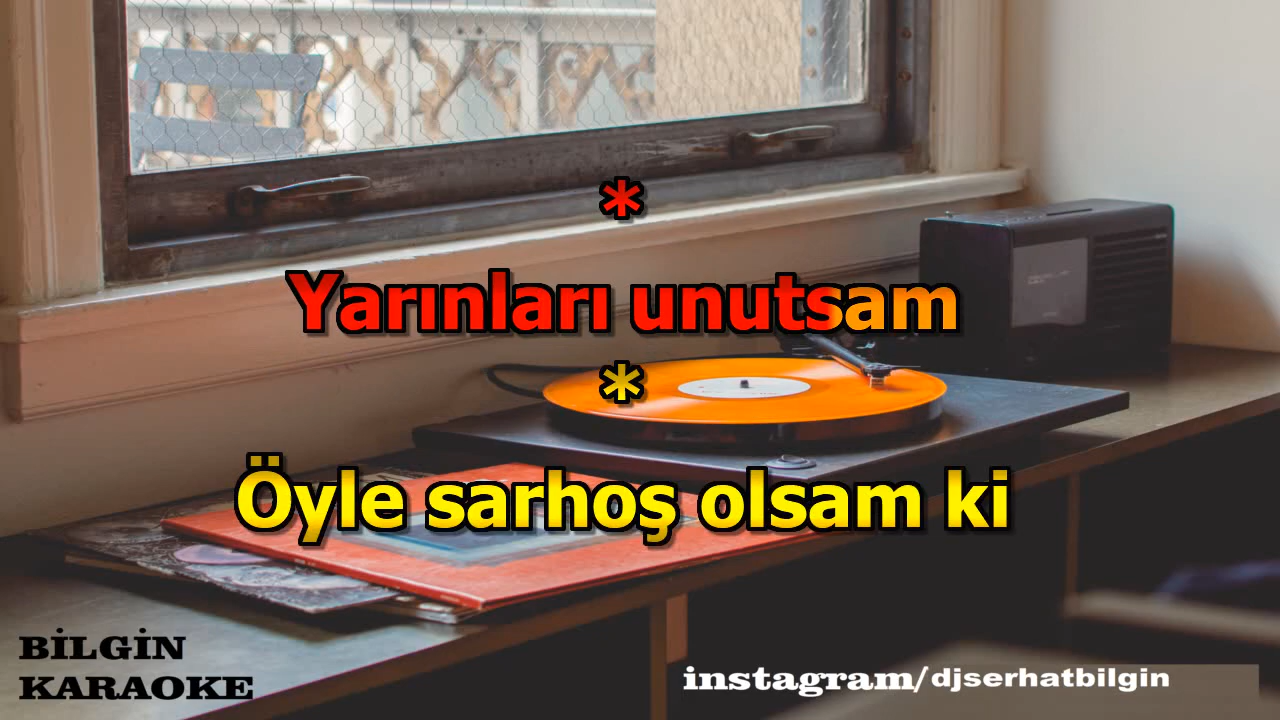 *
Yarınları unutsam
*
Öyle sarhoş olsam ki
BİLGİN
KARAOKE
instagram/djserhatbilgin